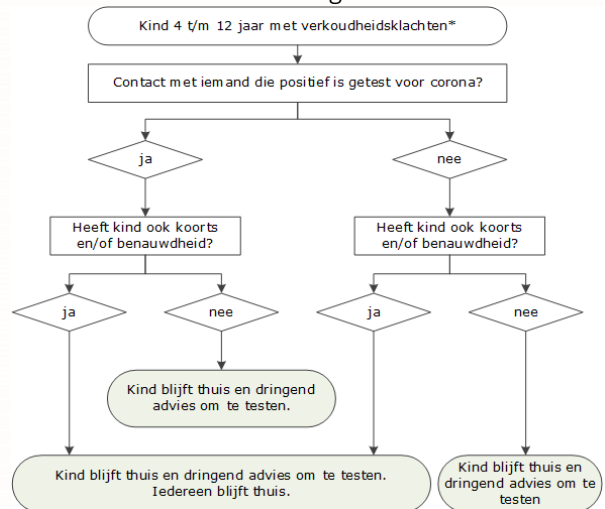 Kind 4 t/m 12 jaar met verkoudheidsklachten*
Contact met iemand die positief is getest voor corona?
ja
nee
Heeft kind ook koorts
en/of benauwdheid?
Heeft kind ook koorts
en/of benauwdheid?
ja
nee
ja
nee
Kind blijft thuis en dringend
advies om te testen.
Kind blijft thuis en dringend advies om te testen.
Iedereen blijft thuis.
Kind blijft thuis en
dringend advies om te
testen